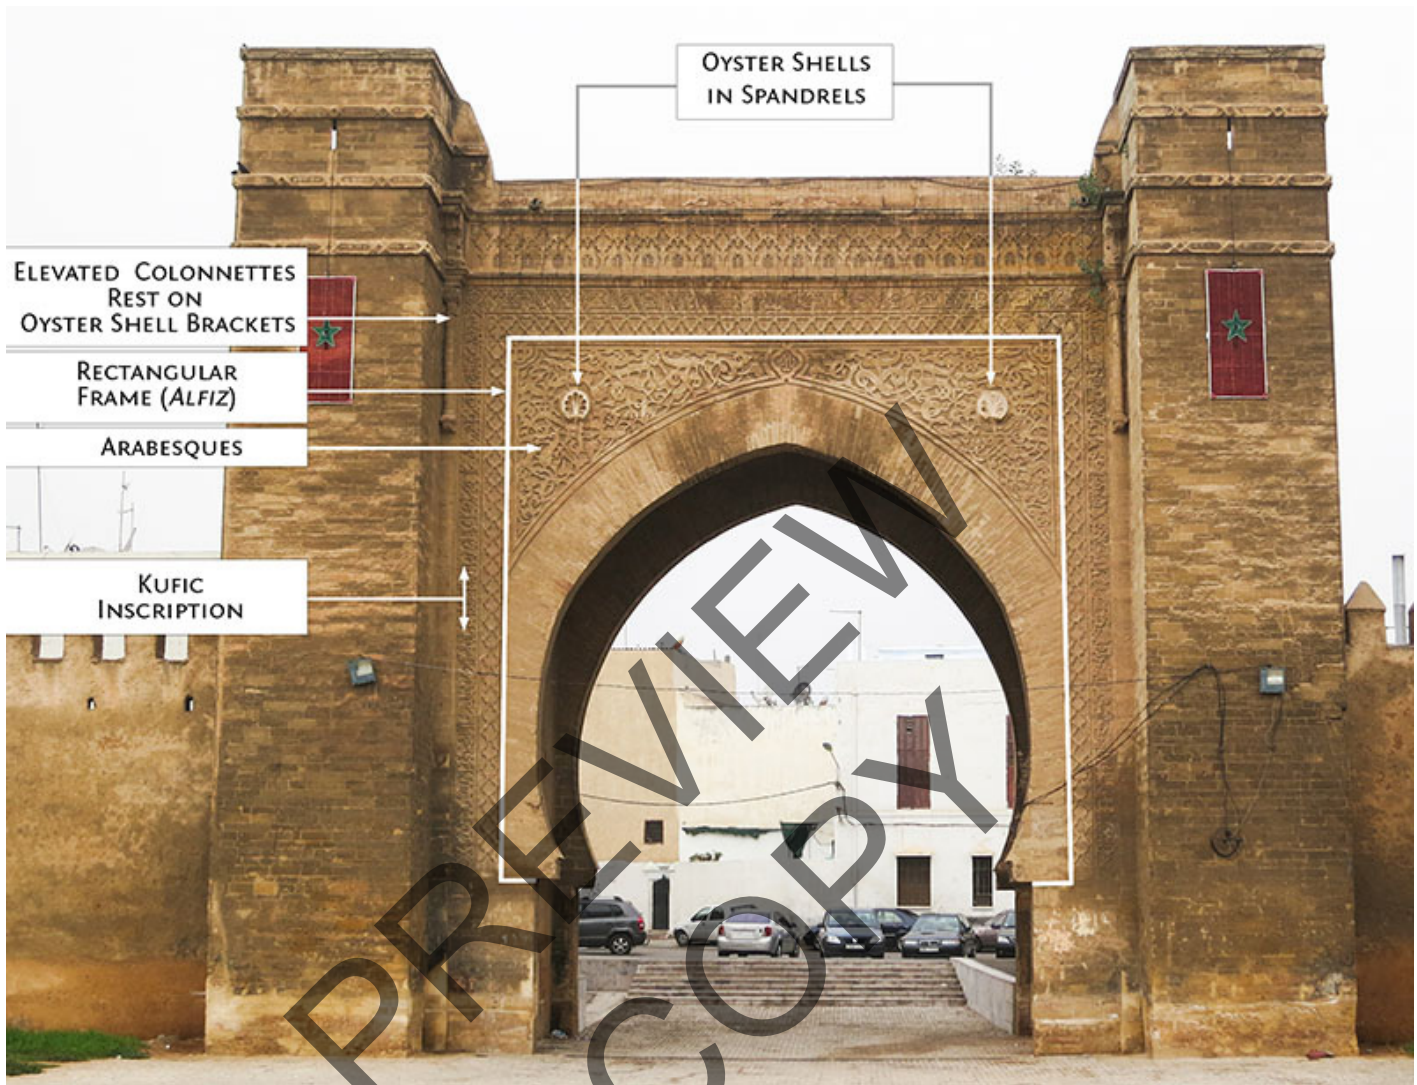 OYSTER SHELLS
IN SPANDRELS
ELEVATED COLONNETTES
REST ON
OYSTER SHELL BRACKETS
RECTANGULAR
FRAME (ALFIZ)
ARABESQUES
KUFIC
INSCRIPTION
PREVIEW
COPY